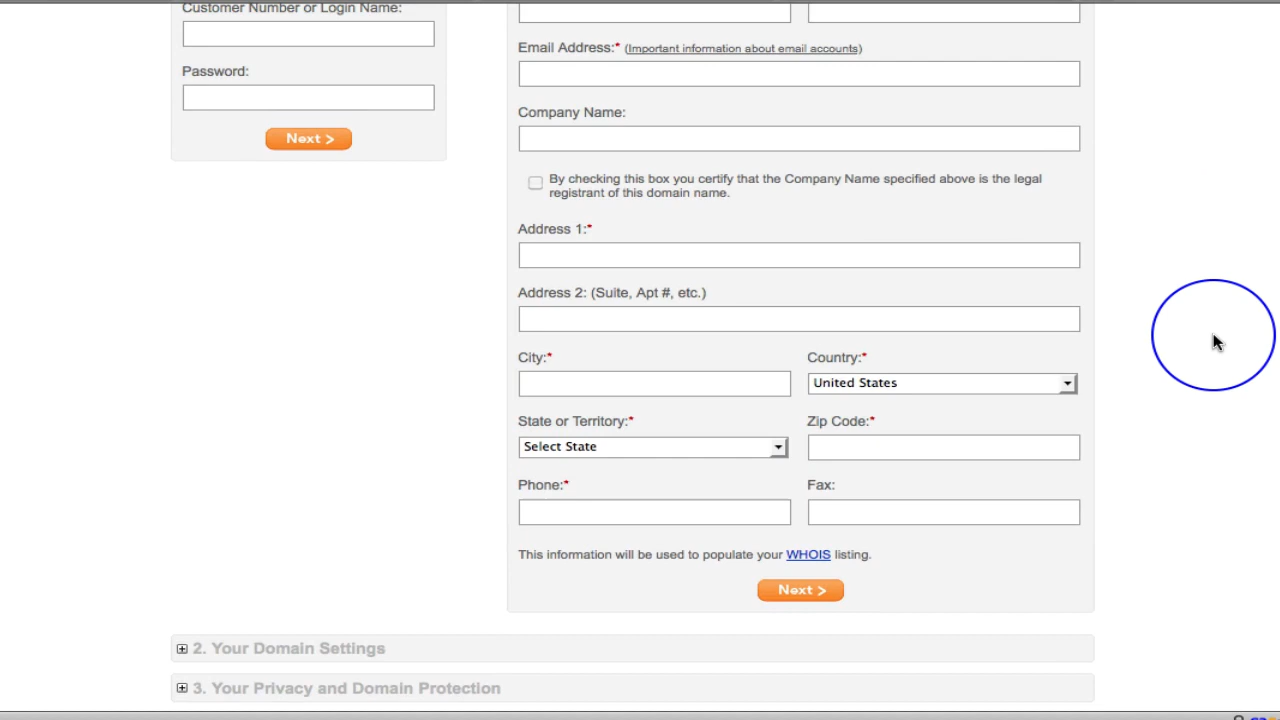 Customer Number or Login Name:
Password:
Next >
Email Address:* (Important information about email accounts)
Company Name:
By checking this box you certify that the Company Name specified above is the legal
registrant of this domain name.
Address 1:*
Address 2: (Suite, Apt #, etc.)
City:*
Country:*
United States
State or Territory:*
Zip Code:*
Select State
Phone:*
Fax:
This information will be used to populate your WHOIS listing.
Next >
2. Your Domain Settings
3. Your Privacy and Domain Protection